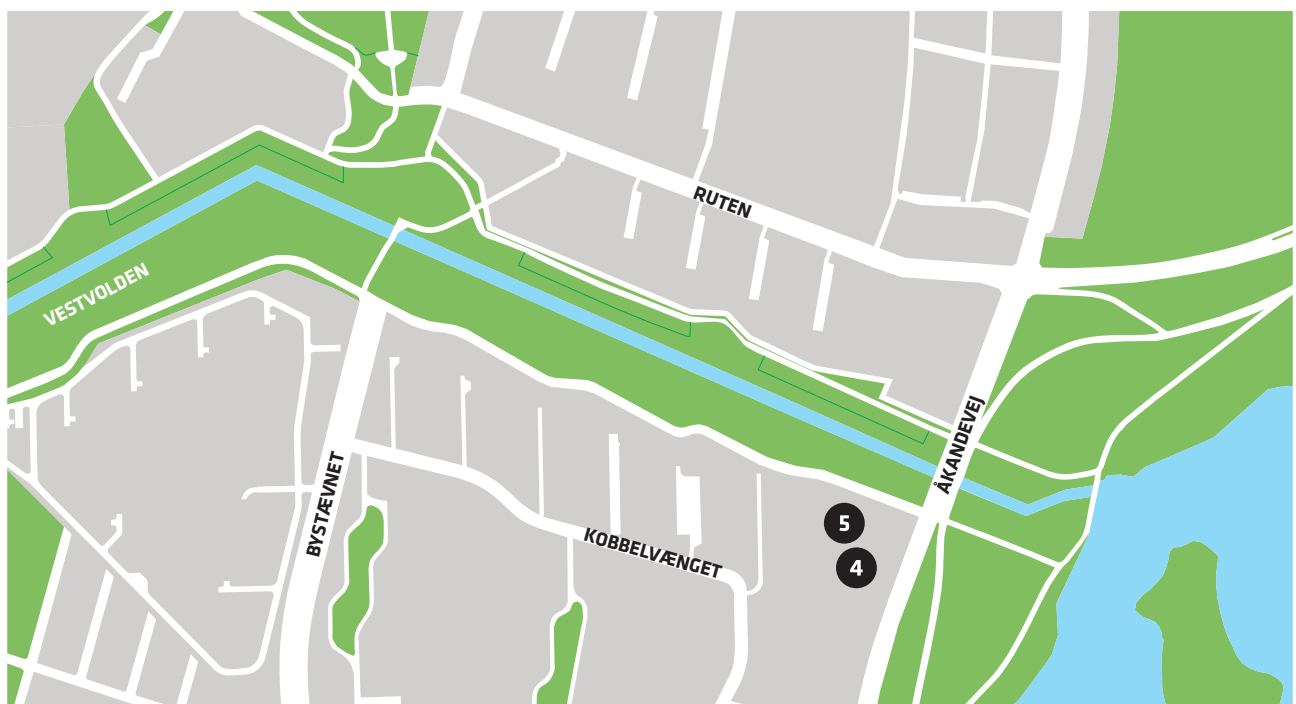 RUTEN
VESTVOLDEN
ÅKANDEVEJ
BYSTÆVNET
5
KOBBELVÆNGET
4